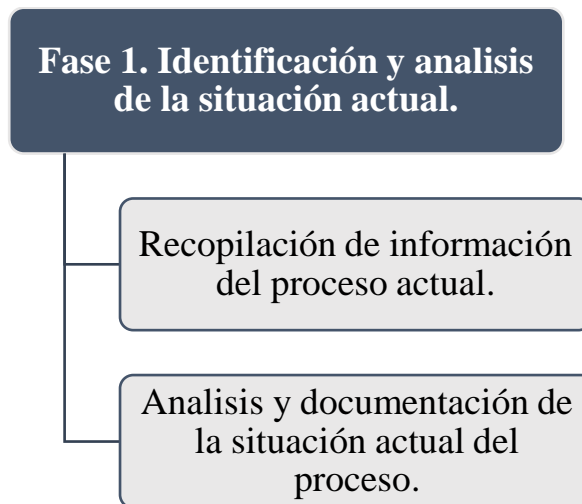 Fase 1. Identificación y analisis
de la situación actual.
Recopilación de información
del proceso actual.
Analisis y documentación de
la situación actual del
proceso.